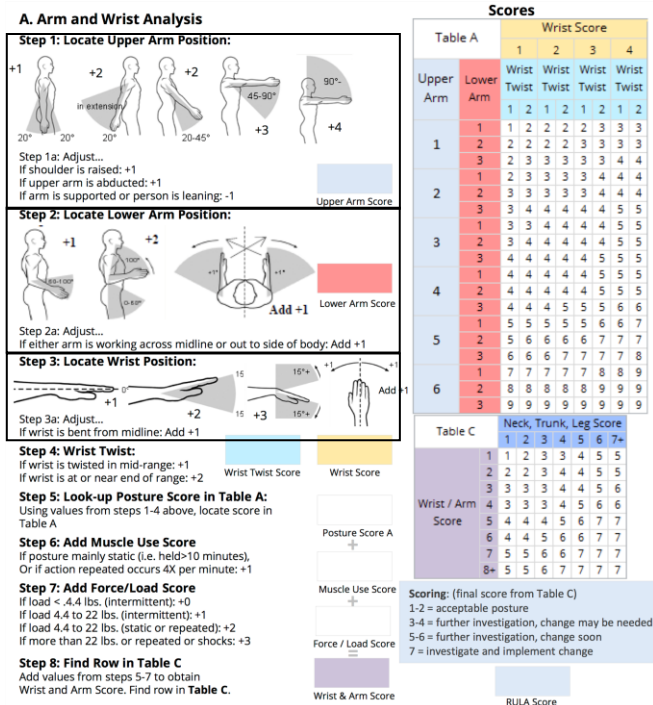 A. Arm and Wrist Analysis
Step 1: Locate Upper Arm Position:
+1
20°
20°
+2
in extension
20°
+2
20-45°
45-90°
+3
90°-
+4
Step 1a: Adjust...
If shoulder is raised: +1
If upper arm is abducted: +1
If arm is supported or person is leaning: -1
Upper Arm Score
Step 2: Locate Lower Arm Position:
+1
60-100°
+2
100°
0-60°
+1°
+1°
Add +1
Lower Arm Score
Step 2a: Adjust...
If either arm is working across midline or out to side of body: Add +1
Step 3: Locate Wrist Position:
0°
+1
15
15
+2
15°+
15°+
+3
+1
+1
Add +1
Step 3a: Adjust...
If wrist is bent from midline: Add +1
Step 4: Wrist Twist:
If wrist is twisted in mid-range: +1
If wrist is at or near end of range: +2
Wrist Twist Score
Wrist Score
Step 5: Look-up Posture Score in Table A:
Using values from steps 1-4 above, locate score in
Table A
Posture Score A
+
Step 6: Add Muscle Use Score
If posture mainly static (i.e. held>10 minutes),
Or if action repeated occurs 4X per minute: +1
Muscle Use Score
+
Step 7: Add Force/Load Score
If load < .4.4 lbs. (intermittent): +0
If load 4.4 to 22 lbs. (intermittent): +1
If load 4.4 to 22 lbs. (static or repeated): +2
If more than 22 lbs. or repeated or shocks: +3
Force / Load Score
=
Step 8: Find Row in Table C
Add values from steps 5-7 to obtain
Wrist and Arm Score. Find row in Table C.
Wrist & Arm Score
Scores
Table A
Wrist Score
1 2 3 4
Upper Arm
Lower Arm
Wrist Twist Wrist Twist Wrist Twist Wrist Twist
1 2 1 2 1 2 1 2
1 1 1 2 2 2 2 3 3 3
2 2 2 2 2 3 3 3 3
3 2 3 3 3 3 3 4 4
2 1 2 3 3 3 3 4 4 4
2 3 3 3 3 3 4 4 4
3 3 4 4 4 4 4 5 5
3 1 3 3 4 4 4 4 5 5
2 3 4 4 4 4 4 5 5
3 4 4 4 4 4 5 5 5
4 1 4 4 4 4 4 5 5 5
2 4 4 4 4 4 5 5 5
3 4 4 4 5 5 5 6 6
5 1 5 5 5 5 5 6 6 7
2 5 6 6 6 6 7 7 7
3 6 6 6 7 7 7 7 8
6 1 7 7 7 7 7 8 8 9
2 8 8 8 8 8 9 9 9
3 9 9 9 9 9 9 9 9
Table C
Neck, Trunk, Leg Score
1 2 3 4 5 6 7+
Wrist / Arm Score
1 1 2 3 3 4 5 5
2 2 2 3 4 4 5 5
3 3 3 3 4 4 5 6
4 3 3 3 4 5 6 6
5 4 4 4 5 6 7 7
6 4 4 5 6 6 7 7
7 5 5 6 6 7 7 7
8+ 5 5 6 7 7 7 7
Scoring: (final score from Table C)
1-2 = acceptable posture
3-4 = further investigation, change may be needed
5-6 = further investigation, change soon
7 = investigate and implement change
RULA Score